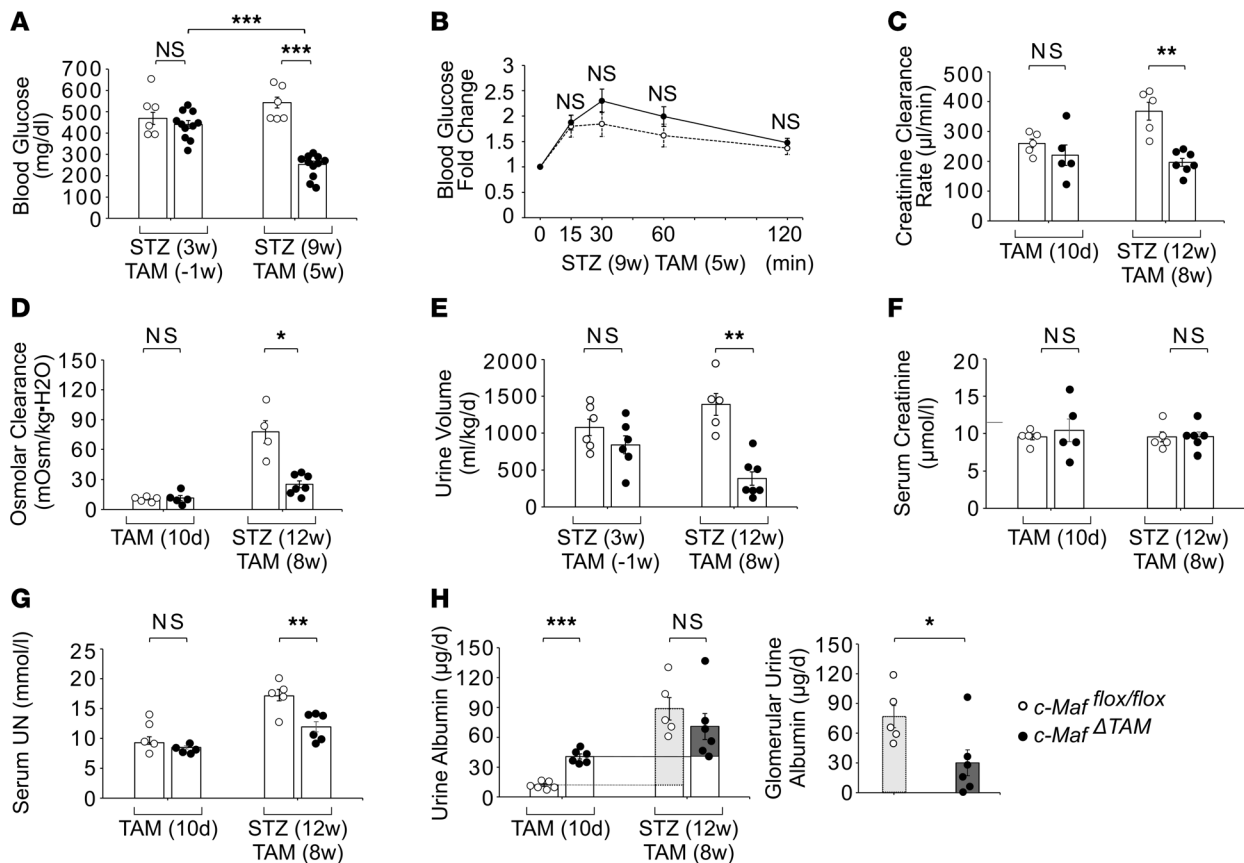 A
***
NS
***
Blood Glucose
(mg/dl)
700
600
500
400
300
200
100
0
STZ (3w)
TAM (-1w)
STZ (9w)
TAM (5w)
B
NS
NS
NS
NS
Blood Glucose
Fold Change
3
2.5
2
1.5
1
0.5
0
0 15 30 60 120
STZ (9w) TAM (5w) (min)
C
NS
**
Creatinine Clearance
Rate (µl/min)
500
400
300
200
100
0
TAM (10d)
STZ (12w)
TAM (8w)
D
NS
*
Osmolar Clearance
(mOsm/kg▪H2O)
150
120
90
60
30
0
TAM (10d)
STZ (12w)
TAM (8w)
E
NS
**
Urine Volume
(ml/kg/d)
2000
1500
1000
500
0
STZ (3w)
TAM (-1w)
STZ (12w)
TAM (8w)
F
NS
NS
Serum Creatinine
(µmol/l)
20
15
10
5
0
TAM (10d)
STZ (12w)
TAM (8w)
G
NS
**
Serum UN (mmol/l)
25
20
15
10
5
0
TAM (10d)
STZ (12w)
TAM (8w)
H
***
NS
Urine Albumin (µg/d)
150
120
90
60
30
0
TAM (10d)
STZ (12w)
TAM (8w)
*
Glomerular Urine
Albumin (µg/d)
150
120
90
60
30
0
c-Maf flox/flox
c-Maf ΔTAM